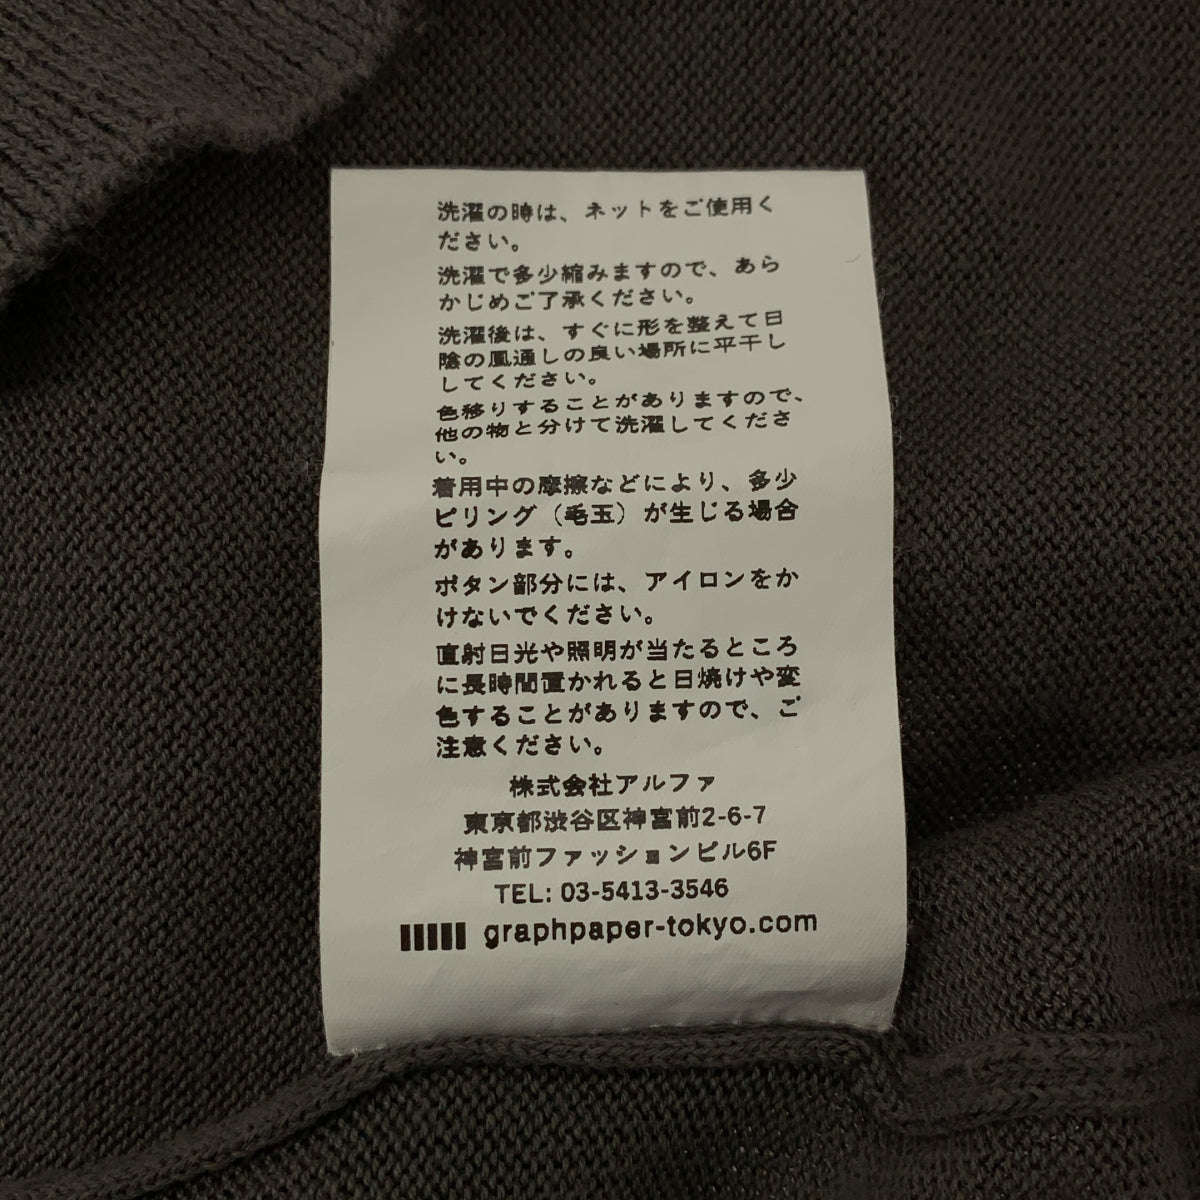 洗濯の時は、ネットをご使用く
ださい。
洗濯で多少縮みますので、あら
かじめご了承ください。
洗濯後は、すぐに形を整えて日
陰の風通しの良い場所に平干し
してください。
色移りすることがありますので、
他の物と分けて洗濯してくださ
い。
着用中の摩擦などにより、多少
ピリング（毛玉）が生じる場合
があります。
ボタン部分には、アイロンをか
けないでください。
直射日光や照明が当たるところ
に長時間置かれると日焼けや変
色することがありますので、ご
注意ください。
株式会社アルファ
東京都渋谷区神宮前2-6-7
神宮前ファッションビル6F
TEL: 03-5413-3546
graphpaper-tokyo.com